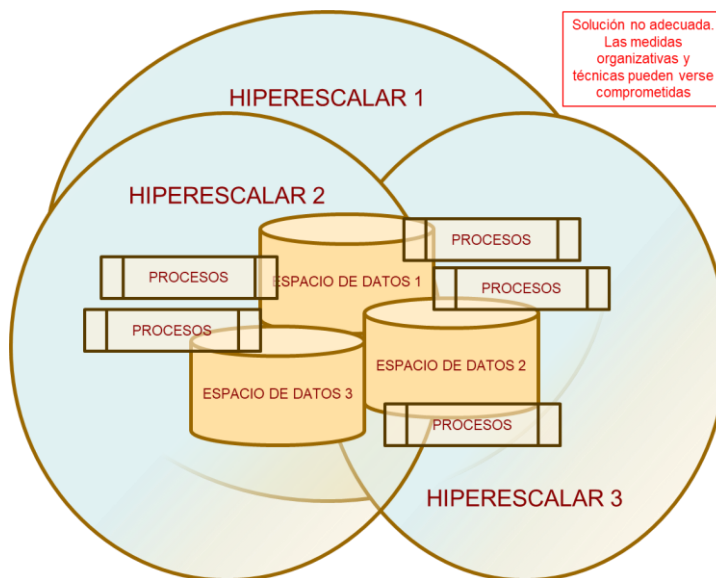 Solución no adecuada.
Las medidas
organizativas y
técnicas pueden verse
comprometidas
HIPERESCALAR 1
HIPERESCALAR 2
PROCESOS
PROCESOS
ESPACIO DE DATOS 1
PROCESOS
PROCESOS
ESPACIO DE DATOS 3
ESPACIO DE DATOS 2
PROCESOS
HIPERESCALAR 3